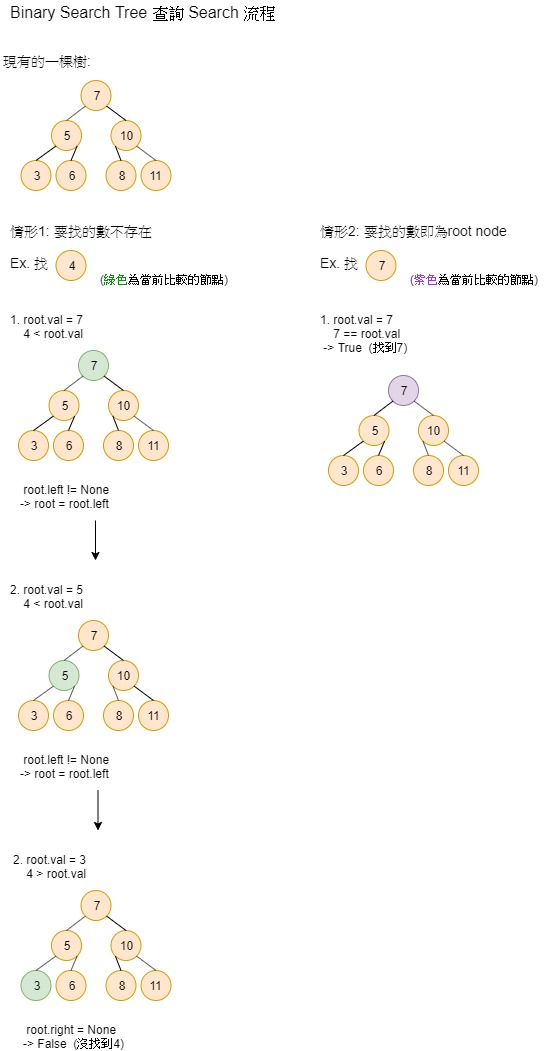 Binary Search Tree 查詢 Search 流程
現有的一棵樹:
7
5
10
3
6
8
11
情形1: 要找的數不存在
Ex. 找
4
(綠色為當前比較的節點)
1. root.val = 7
4 < root.val
7
5
10
3
6
8
11
root.left != None
-> root = root.left
2. root.val = 5
4 < root.val
7
5
10
3
6
8
11
root.left != None
-> root = root.left
2. root.val = 3
4 > root.val
7
5
10
3
6
8
11
root.right = None
-> False (沒找到4)
情形2: 要找的數即為root node
Ex. 找
7
(紫色為當前比較的節點)
1. root.val = 7
7 == root.val
-> True (找到7)
7
5
10
3
6
8
11